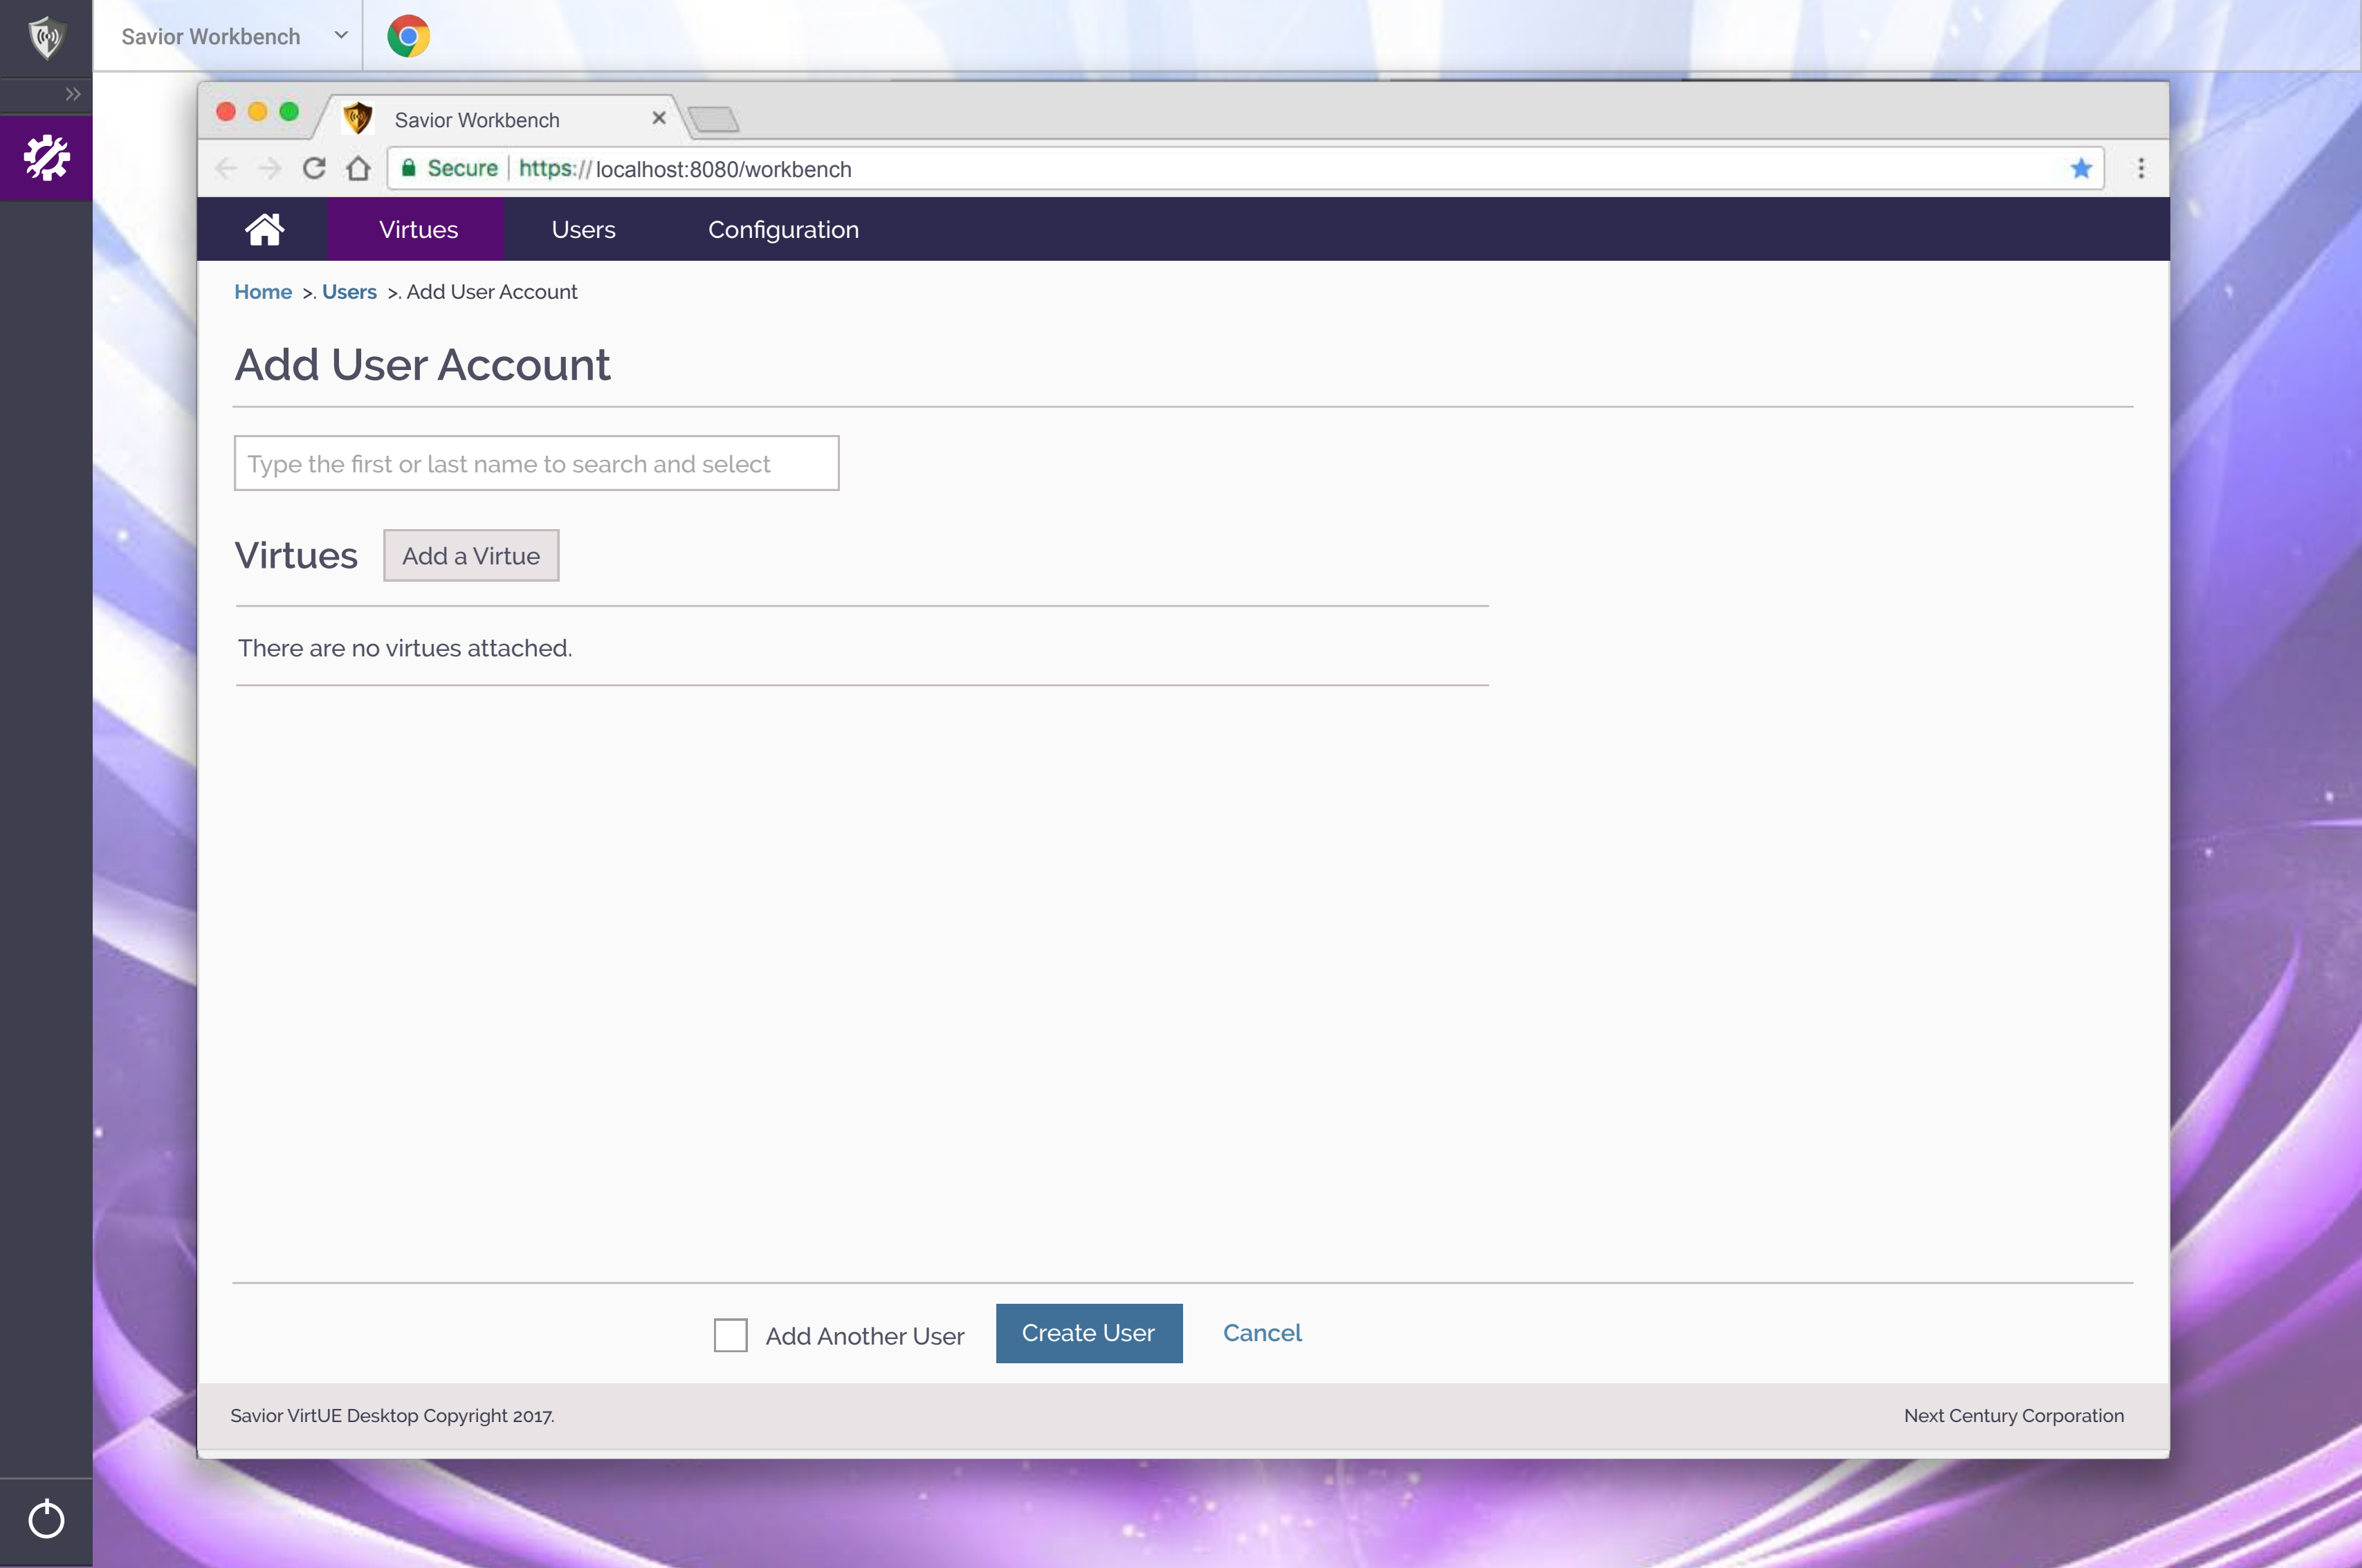 Savior Workbench
Savior Workbench
Secure https://localhost:8080/workbench
Virtues Users Configuration
Home >. Users >. Add User Account
Add User Account
Type the first or last name to search and select
Virtues Add a Virtue
There are no virtues attached.
Add Another User Create User Cancel
Savior VirtUE Desktop Copyright 2017. Next Century Corporation